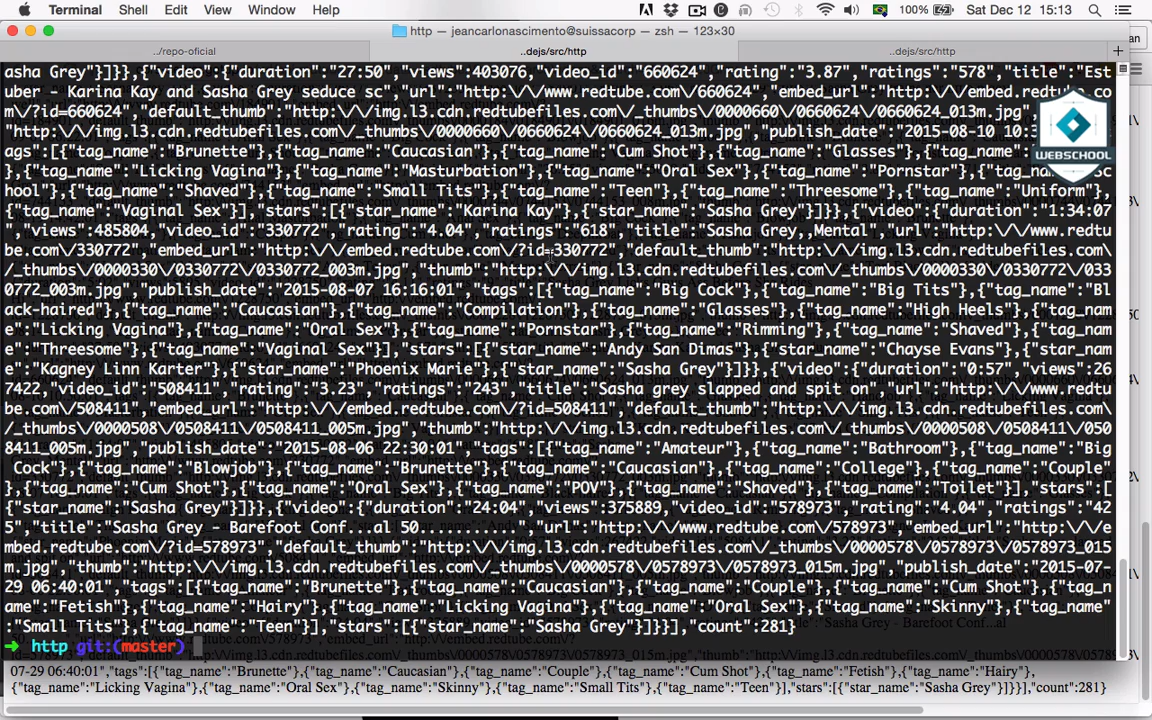 Terminal Shell Edit View Window Help 100% Sat Dec 12 15:13
http — jeancarlonascimento@suissacorp — zsh — 123×30
../repo-oficial ..dejs/src/http ..dejs/src/http +
asha Grey"}]}},{"video":{"duration":"27:50","views":403076,"video_id":"660624","rating":"3.87","ratings":"578","title":"Est
uber - Karina Kay and Sasha Grey seduce sc","url":"http:\/\/www.redtube.com\/660624","embed_url":"http:\/\/embed.redtube.co
m\/?id=660624","default_thumb":"http:\/\/img.l3.cdn.redtubefiles.com\/_thumbs\/0000660\/0660624\/0660624_013m.jpg"
"http:\/\/img.l3.cdn.redtubefiles.com\/_thumbs\/0000660\/0660624\/0660624_013m.jpg","publish_date":"2015-08-10 10:3
ags":[{"tag_name":"Brunette"},{"tag_name":"Caucasian"},{"tag_name":"Cum Shot"},{"tag_name":"Glasses"},{"tag_name":
WEBSCHOOL
},{"tag_name":"Licking Vagina"},{"tag_name":"Masturbation"},{"tag_name":"Oral Sex"},{"tag_name":"Pornstar"},{"tag_
hool"},{"tag_name":"Shaved"},{"tag_name":"Small Tits"},{"tag_name":"Teen"},{"tag_name":"Threesome"},{"tag_name":"Uniform"},
{"tag_name":"Vaginal Sex"}],"stars":[{"star_name":"Karina Kay"},{"star_name":"Sasha Grey"}]}},{"video":{"duration":"1:34:07
","views":485804,"video_id":"330772","rating":"4.04","ratings":"618","title":"Sasha Grey,,Mental","url":"http:\/\/www.redtu
be.com\/330772","embed_url":"http:\/\/embed.redtube.com\/?id=330772","default_thumb":"http:\/\/img.l3.cdn.redtubefiles.com\
/_thumbs\/0000330\/0330772\/0330772_003m.jpg","thumb":"http:\/\/img.l3.cdn.redtubefiles.com\/_thumbs\/0000330\/0330772\/033
0772_003m.jpg","publish_date":"2015-08-07 16:16:01","tags":[{"tag_name":"Big Cock"},{"tag_name":"Big Tits"},{"tag_name":"Bl
ack-haired"},{"tag_name":"Caucasian"},{"tag_name":"Compilation"},{"tag_name":"Glasses"},{"tag_name":"High Heels"},{"tag_nam
e":"Licking Vagina"},{"tag_name":"Oral Sex"},{"tag_name":"Pornstar"},{"tag_name":"Rimming"},{"tag_name":"Shaved"},{"tag_nam
e":"Threesome"},{"tag_name":"Vaginal Sex"}],"stars":[{"star_name":"Andy San Dimas"},{"star_name":"Chayse Evans"},{"star_nam
e":"Kagney Linn Karter"},{"star_name":"Phoenix Marie"},{"star_name":"Sasha Grey"}]}},{"video":{"duration":"0:57","views":26
7422,"video_id":"508411","rating":"3.23","ratings":"243","title":"Sasha grey Slapped and spit on","url":"http:\/\/www.redtu
be.com\/508411","embed_url":"http:\/\/embed.redtube.com\/?id=508411","default_thumb":"http:\/\/img.l3.cdn.redtubefiles.com\
/_thumbs\/0000508\/0508411\/0508411_005m.jpg","thumb":"http:\/\/img.l3.cdn.redtubefiles.com\/_thumbs\/0000508\/0508411\/050
8411_005m.jpg","publish_date":"2015-08-06 22:30:01","tags":[{"tag_name":"Amateur"},{"tag_name":"Bathroom"},{"tag_name":"Big
 Cock"},{"tag_name":"Blowjob"},{"tag_name":"Brunette"},{"tag_name":"Caucasian"},{"tag_name":"College"},{"tag_name":"Couple"
},{"tag_name":"Cum Shot"},{"tag_name":"Oral Sex"},{"tag_name":"POV"},{"tag_name":"Shaved"},{"tag_name":"Toilet"}],"stars":[
{"star_name":"Sasha Grey"}]}},{"video":{"duration":"24:04","views":375889,"video_id":"578973","rating":"4.04","ratings":"42
5","title":"Sasha Grey - Barefoot Conf...al 50.......","url":"http:\/\/www.redtube.com\/578973","embed_url":"http:\/\/e
mbed.redtube.com\/?id=578973","default_thumb":"http:\/\/img.l3.cdn.redtubefiles.com\/_thumbs\/0000578\/0578973\/0578973_015
m.jpg","thumb":"http:\/\/img.l3.cdn.redtubefiles.com\/_thumbs\/0000578\/0578973\/0578973_015m.jpg","publish_date":"2015-07-
29 06:40:01","tags":[{"tag_name":"Brunette"},{"tag_name":"Caucasian"},{"tag_name":"Couple"},{"tag_name":"Cum Shot"},{"tag_n
ame":"Fetish"},{"tag_name":"Hairy"},{"tag_name":"Licking Vagina"},{"tag_name":"Oral Sex"},{"tag_name":"Skinny"},{"tag_name":
"Small Tits"},{"tag_name":"Teen"}],"stars":[{"star_name":"Sasha Grey"}]}}],"count":281}
➜ http git:(master)
07-29 06:40:01","tags":[{"tag_name":"Brunette"},{"tag_name":"Caucasian"},{"tag_name":"Couple"},{"tag_name":"Cum Shot"},{"tag_name":"Fetish"},{"tag_name":"Hairy"},
{"tag_name":"Licking Vagina"},{"tag_name":"Oral Sex"},{"tag_name":"Skinny"},{"tag_name":"Small Tits"},{"tag_name":"Teen"}],"stars":[{"star_name":"Sasha Grey"}]}}],"count":281}